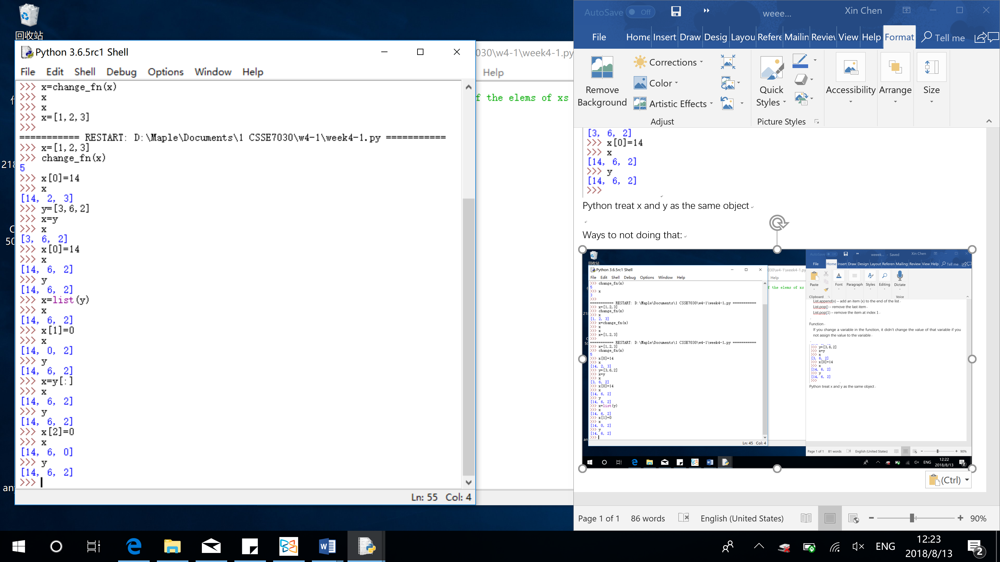 回收站
Python 3.6.5rc1 Shell
File Edit Shell Debug Options Window Help
>>> x=change_fn(x)
>>> x
>>> x
>>> x=[1,2,3]
>>>
=========== RESTART: D:\Maple\Documents\1 CSSE7030\w4-1\week4-1.py ===========
>>> x=[1,2,3]
>>> change_fn(x)
5
>>> x[0]=14
>>> x
[14, 2, 3]
>>> y=[3,6,2]
>>> x=y
>>> x
[3, 6, 2]
>>> x[0]=14
>>> x
[14, 6, 2]
>>> y
[14, 6, 2]
>>> x=list(y)
>>> x
[14, 6, 2]
>>> x[1]=0
>>> x
[14, 0, 2]
>>> y
[14, 6, 2]
>>> x=y[:]
>>> x
[14, 6, 2]
>>> y
[14, 6, 2]
>>> x[2]=0
>>> x
[14, 6, 0]
>>> y
[14, 6, 2]
>>>
Ln: 55 Col: 4
218
50
any
030\w4-1\week4-1.py
Help
f the elems of xs
AutoSave Off weee... Xin Chen
File Home Insert Draw Desig Layou Refere Mailin Review View Help Format Tell me
Remove Background
Corrections
Color
Artistic Effects
Adjust
Quick Styles
Picture Styles
Accessibility
Arrange
Size
[3, 6, 2]
>>> x[0]=14
>>> x
[14, 6, 2]
>>> y
[14, 6, 2]
>>>
Python treat x and y as the same object
Ways to not doing that:
回收站
Python 3.6.5rc1 Shell
File Edit Shell Debug Options Window Help
>>> change_fn(x)
5
>>> x
3
>>>
=========== RESTART: D:\Maple\Documents\1 CSSE7030\w4-1\week4-1.py ===========
>>> x=[1,2,3]
>>> change_fn(x)
>>> x
[1, 2, 3]
>>> x=change_fn(x)
>>> x
>>> x
>>> x=[1,2,3]
>>>
=========== RESTART: D:\Maple\Documents\1 CSSE7030\w4-1\week4-1.py ===========
>>> x=[1,2,3]
>>> change_fn(x)
5
>>> x[0]=14
>>> x
[14, 2, 3]
>>> y=[3,6,2]
>>> x=y
>>> x
[3, 6, 2]
>>> x[0]=14
>>> x
[14, 6, 2]
>>> y
[14, 6, 2]
>>> x=list(y)
>>> x
[14, 6, 2]
>>> x[1]=0
>>> x
[14, 0, 2]
>>> y
[14, 6, 2]
>>>
Ln: 45 Col: 4
030\w4-1\week4-1.py
Help
f the elems of xs
AutoSave Off weeek... - Saved Xin Chen
File Home Insert Draw Design Layout Referen Mailing Review View Help Tell me
Paste Font Paragraph Styles Editing Dictate
Clipboard Voice
List.append(x) – add an item (x) to the end of the list
List.pop() – remove the last item
List.pop(1) – remove the item at index 1
Function
If you change a variable in the function, it didn't change the value of that variable if you
not assign the value to the variable
>>> y=[3,6,2]
>>> x=y
>>> x
[3, 6, 2]
>>> x[0]=14
>>> x
[14, 6, 2]
>>> y
[14, 6, 2]
>>>
Python treat x and y as the same object
Page 1 of 1 81 words English (United States) 90%
ENG 12:22 2018/8/13 2
(Ctrl)
Page 1 of 1 86 words English (United States) 90%
ENG
12:23
2018/8/13
2